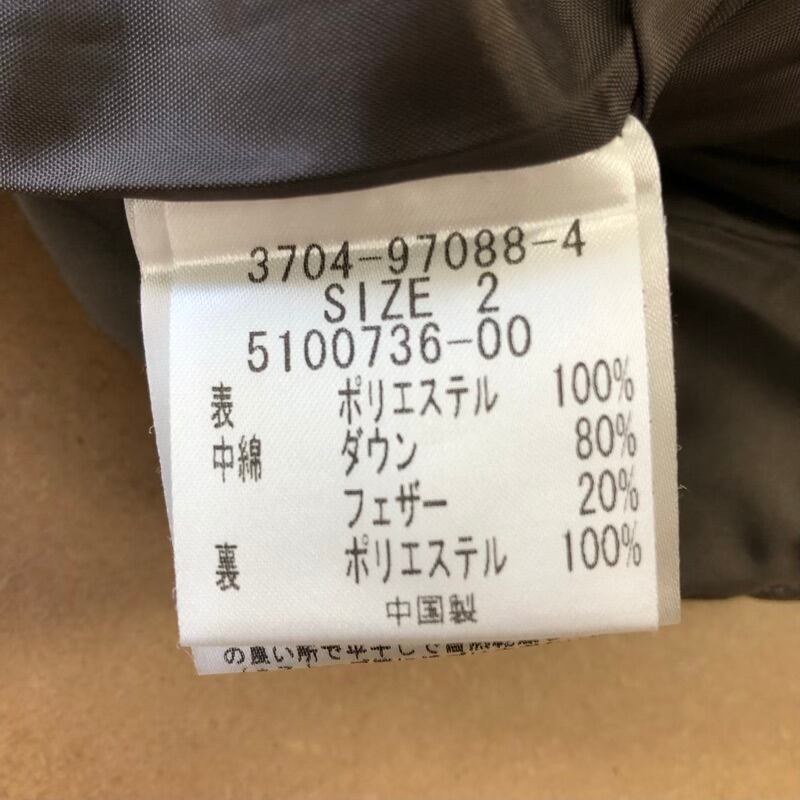 3704-97088-4
SIZE 2
5100736-00
表 ポリエステル 100%
中綿 ダウン 80%
フェザー 20%
裏 ポリエステル 100%
中国製